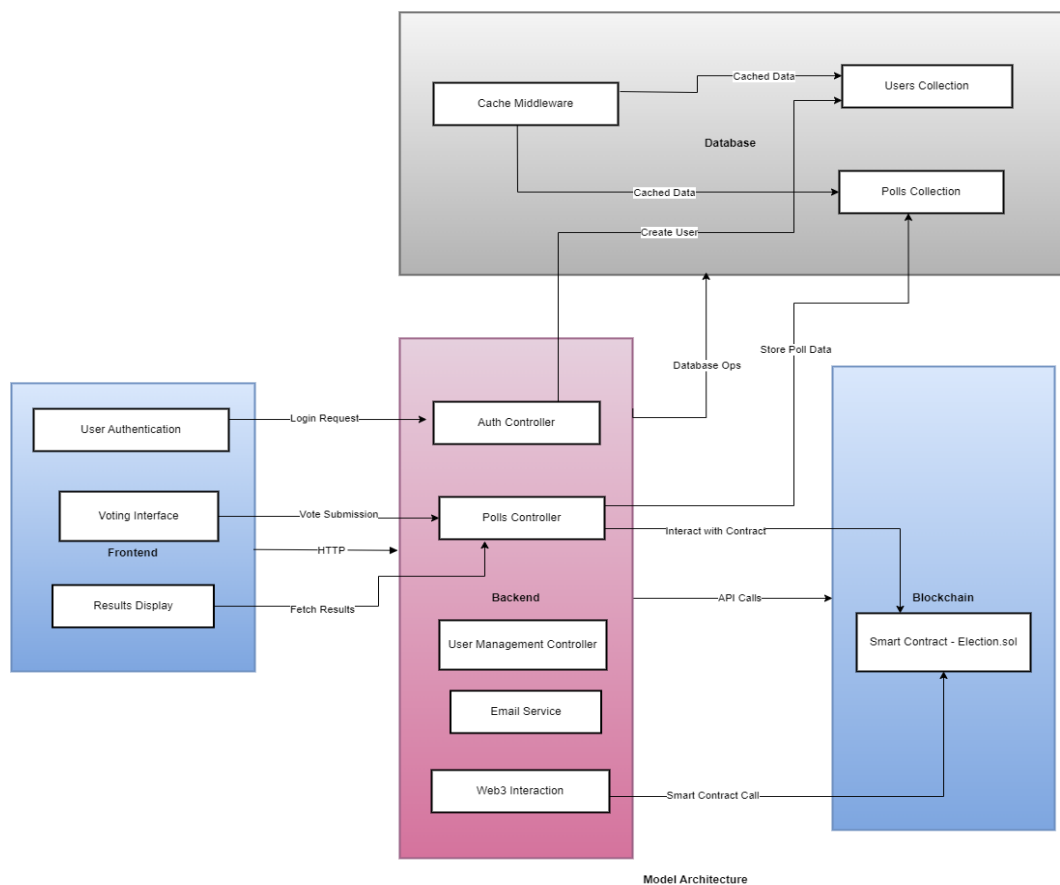 Cached Data
Users Collection
Cache Middleware
Database
Cached Data
Polls Collection
Create User
Store Poll Data
Database Ops
User Authentication
Login Request
Auth Controller
Voting Interface
Vote Submission
Polls Controller
Interact with Contract
Frontend
HTTP
Results Display
Fetch Results
Backend
API Calls
Blockchain
User Management Controller
Smart Contract - Election.sol
Email Service
Web3 Interaction
Smart Contract Call
Model Architecture